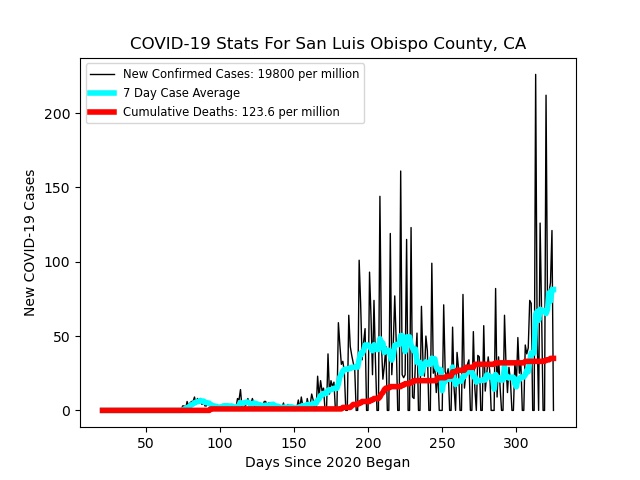 COVID-19 Stats For San Luis Obispo County, CA
New Confirmed Cases: 19800 per million
7 Day Case Average
Cumulative Deaths: 123.6 per million
New COVID-19 Cases
200
150
100
50
0
50 100 150 200 250 300
Days Since 2020 Began